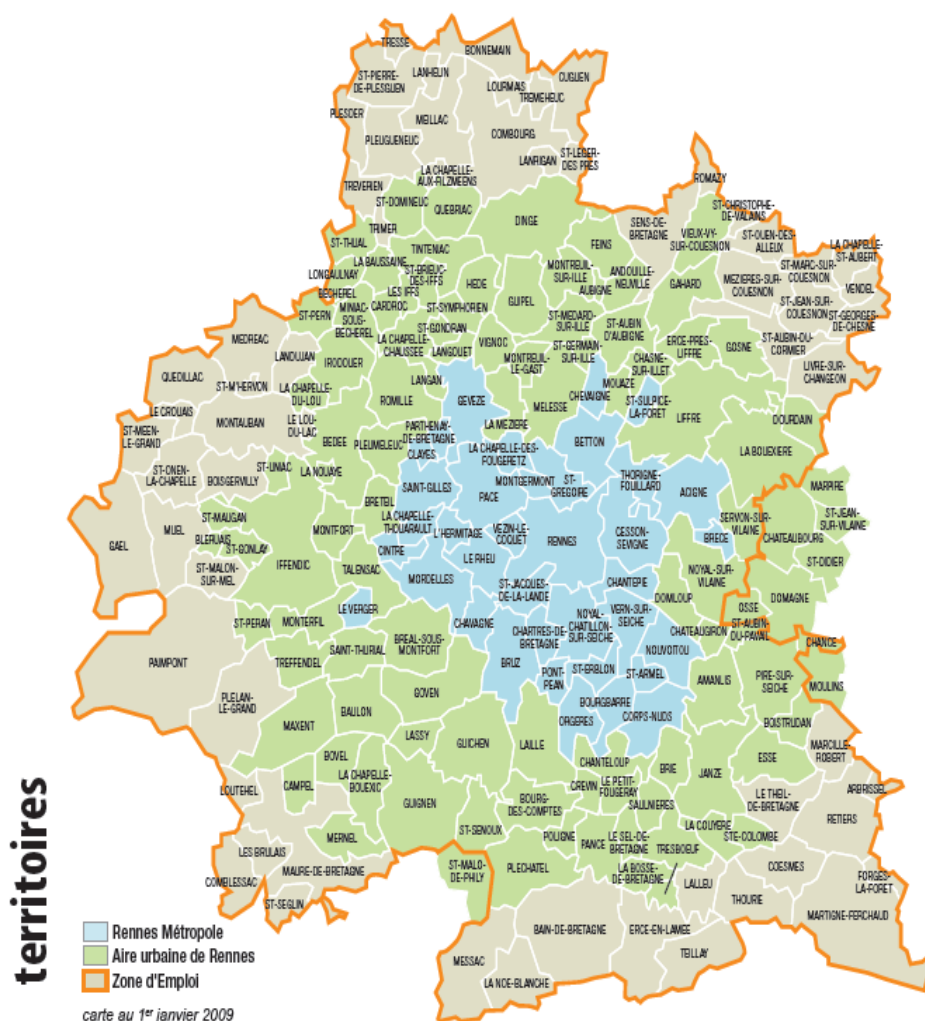 TRESSE
BONNEMAIN
ST-PIERRE-
DE-PLESGUEN
LANHELIN
CUGUEN
LOURMAIS
TREMEHEUC
PLESDER
MEILLAC
PLEUGUENEUC
COMBOURG
LANRIGAN
ST-LEGER-
DES PRES
LA CHAPELLE-
AUX-FILZMEENS
TREVERIEN
ROMAZY
ST-DOMINEUC
QUEBRIAC
DINGE
SENS-DE-
BRETAGNE
ST-CHRISTOPHE-
DE-VALAINS
TRIMER
VIEUX-VY-
SUR-COUESNON
ST-OUEN-DES-
ALLEUX
LA CHAPELLE-
ST-AUBERT
ST-THUAL
TINTENIAC
FEINS
LA BAUSSAINE
ST-BRIEUC-
DES-IFFS
MONTREUIL-
SUR-ILLE
ANDOUILLE-
NEUVILLE
ST-MARC-SUR-
COUESNON
LONGAULNAY
GAHARD
MEZIERES-SUR-
COUESNON
VENDEL
BECHEREL
LES IFFS
HEDE
AUBIGNE
MINIAC-
SOUS-
BECHEREL
CARDROC
GUIPEL
ST-JEAN-SUR-
COUESNON
ST-PERN
ST-SYMPHORIEN
ST-MEDARD-
SUR-ILLE
ST-GEORGES-
DE-CHESNE
ST-GONDRAN
ST-AUBIN
D'AUBIGNE
MEDREAC
LA CHAPELLE-
CHAUSSEE
VIGNOC
ST-GERMAIN-
SUR-ILLE
ERCE-PRES-
LIFFRE
GOSNE
ST-AUBIN-DU-
CORMIER
LANDUJAN
IRODOUER
LANGOUET
MONTREUIL-
LE-GAST
CHASNE-
SUR-ILLET
QUEDILLAC
ST-M'HERVON
LANGAN
MOUAZE
LIVRE-SUR-
CHANGEON
LA CHAPELLE-
DU-LOU
ROMILLE
GEVEZE
MELESSE
CHEVAIGNE
ST-SULPICE-
LA-FORET
LE CROUAIS
MONTAUBAN
LE LOU-
DU-LAC
LIFFRE
DOURDAIN
ST-MEEN-
LE-GRAND
PARTHENAY-
DE-BRETAGNE
LA MEZIERE
BETTON
BEDEE
PLEUMELEUC
CLAYES
LA CHAPELLE-DES-
FOUGERETZ
LA BOUEXIERE
ST-ONEN-
LA-CHAPELLE
BOISGERVILLY
ST-UNIAC
LA NOUAYE
SAINT-GILLES
PACE
MONTGERMONT
ST-
GREGOIRE
THORIGNE-
FOUILLARD
ACIGNE
MARPIRE
BRETEIL
MUEL
ST-MAUGAN
MONTFORT
LA CHAPELLE-
THOUARAULT
L'HERMITAGE
VEZIN-LE-
COQUET
RENNES
CESSON-
SEVIGNE
SERVON-SUR-
VILAINE
ST-JEAN-
SUR-VILAINE
GAEL
BLERUAIS
ST-GONLAY
BRECE
CHATEAUBOURG
CINTRE
LE RHEU
ST-MALON-
SUR-MEL
IFFENDIC
TALENSAC
MORDELLES
ST-JACQUES-
DE-LA-LANDE
CHANTEPIE
NOYAL-SUR-
VILAINE
ST-DIDIER
DOMAGNE
LE VERGER
DOMLOUP
OSSE
ST-PERAN
MONTERFIL
CHAVAGNE
CHARTRES-DE-
BRETAGNE
NOYAL-
CHATILLON-
SUR-SEICHE
VERN-SUR-
SEICHE
CHATEAUGIRON
ST-AUBIN-
DU-PAVAIL
CHANCE
PAIMPONT
TREFFENDEL
SAINT-THURIAL
BREAL-SOUS-
MONTFORT
NOUVOITOU
BRUZ
PONT-
PEAN
ST-ERBLON
ST-ARMEL
AMANLIS
PIRE-SUR-
SEICHE
MOULINS
PLELAN-
LE-GRAND
GOVEN
BOURGBARRE
MAXENT
BAULON
ORGERES
CORPS-NUDS
BOISTRUDAN
LASSY
GUICHEN
LAILLE
MARCILLE-
ROBERT
BOVEL
CHANTELOUP
BRIE
JANZE
ESSE
LOUTEHEL
CAMPEL
LA CHAPELLE-
BOUEXIC
CREVIN
LE PETIT-
FOUGERAY
ARBRISSEL
GUIGNEN
BOURG-
DES-COMPTES
SAULNIERES
LE THEIL-
DE-BRETAGNE
RETIERS
MERNEL
ST-SENOUX
POLIGNE
PANCE
LE SEL-DE-
BRETAGNE
LA COUYERE
TRESBOEUF
STE-COLOMBE
LES BRULAIS
MAURE-DE-BRETAGNE
ST-MALO-
DE-PHILY
PLECHATEL
LA BOSSE-
DE-BRETAGNE
COESMES
COMBLESSAC
LALLEU
FORGES-
LA-FORET
ST-SEGLIN
THOURIE
MARTIGNE-FERCHAUD
BAIN-DE-BRETAGNE
ERCE-EN-LAMEE
TEILLAY
MESSAC
LA NOE-BLANCHE
territoires
Rennes Métropole
Aire urbaine de Rennes
Zone d'Emploi
carte au 1er janvier 2009